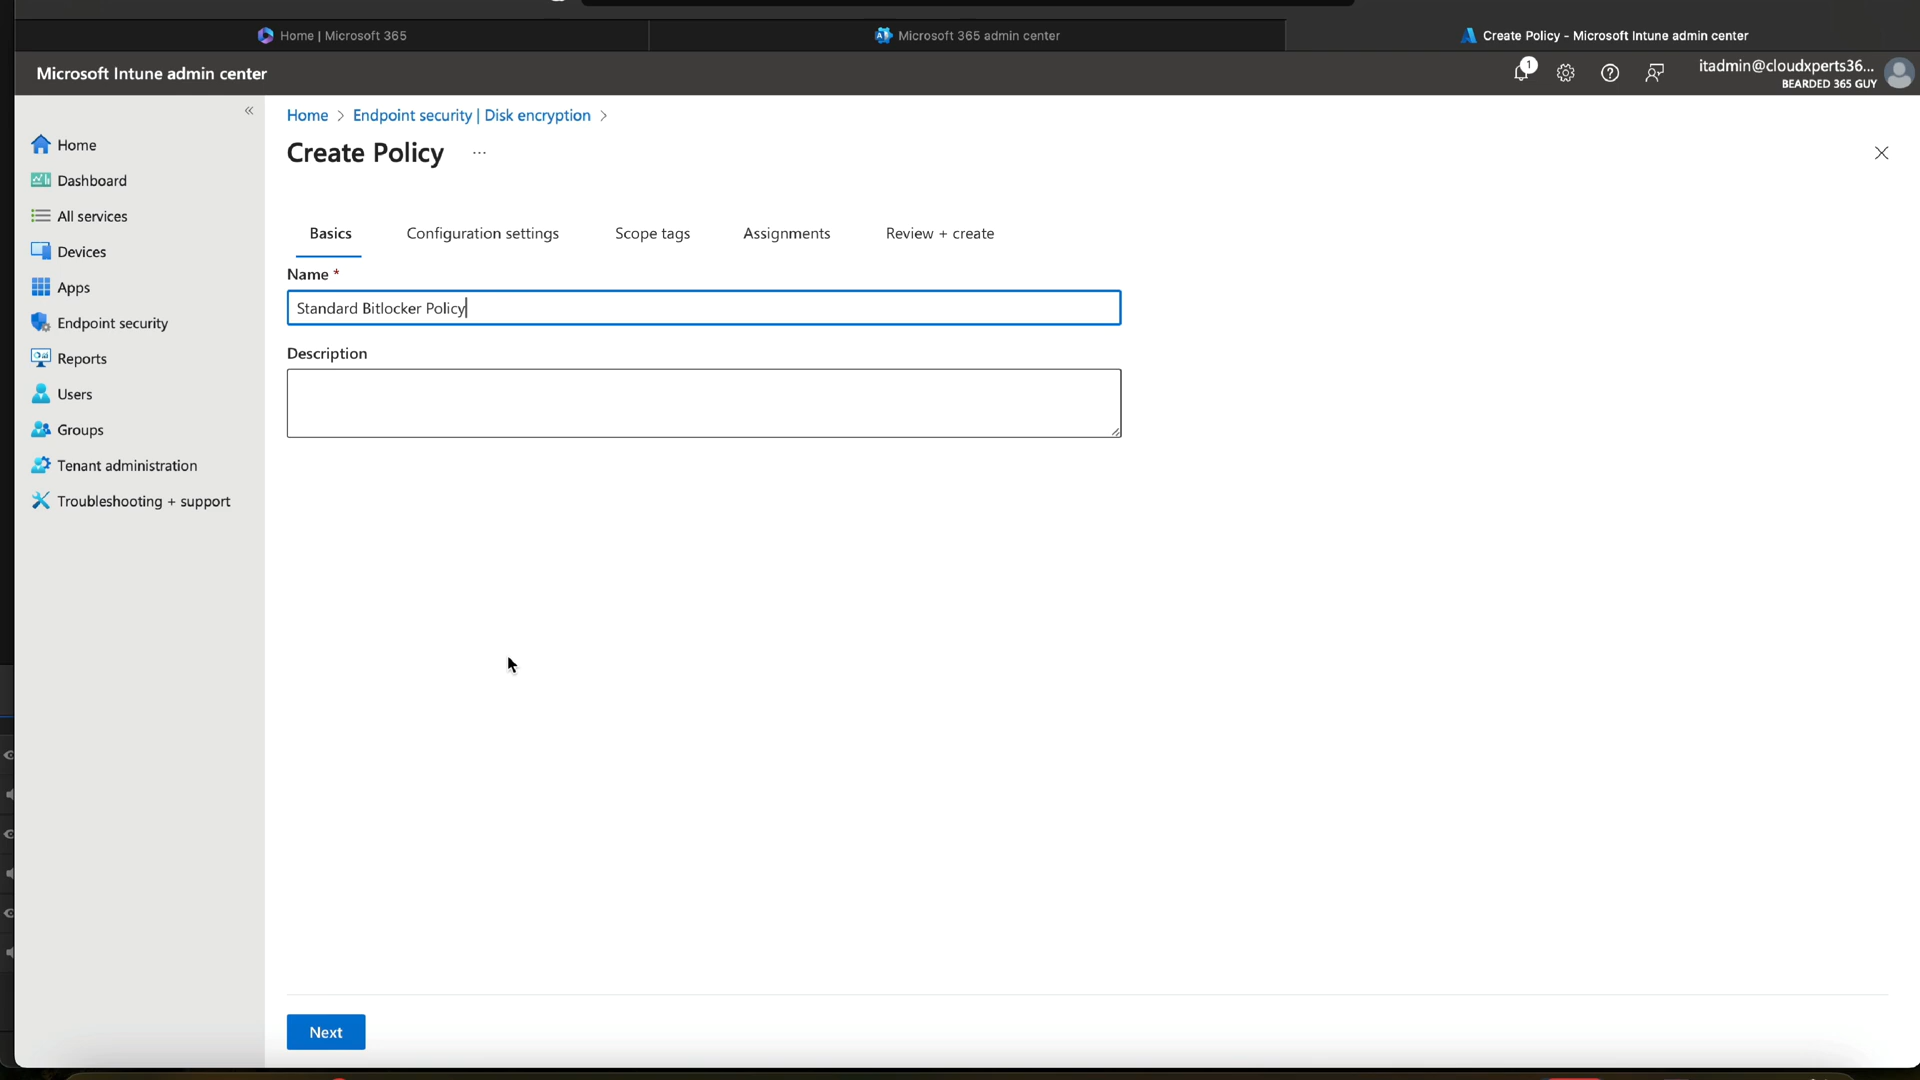 Home | Microsoft 365
Microsoft 365 admin center
Create Policy - Microsoft Intune admin center
Microsoft Intune admin center
1
itadmin@cloudxperts36...
BEARDED 365 GUY
«
Home > Endpoint security | Disk encryption >
Create Policy ...
Home
Dashboard
All services
Devices
Apps
Endpoint security
Reports
Users
Groups
Tenant administration
Troubleshooting + support
Basics
Configuration settings
Scope tags
Assignments
Review + create
Name *
Standard Bitlocker Policy
Description
Next